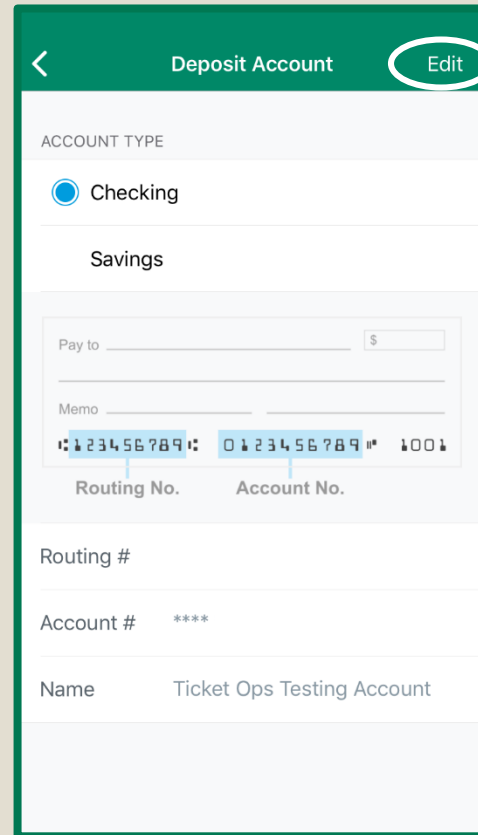 Deposit Account Edit
ACCOUNT TYPE
Checking
Savings
Pay to $
Memo
⑆123456789⑆ 0123456789⑈ 1001
Routing No. Account No.
Routing #
Account # ****
Name Ticket Ops Testing Account